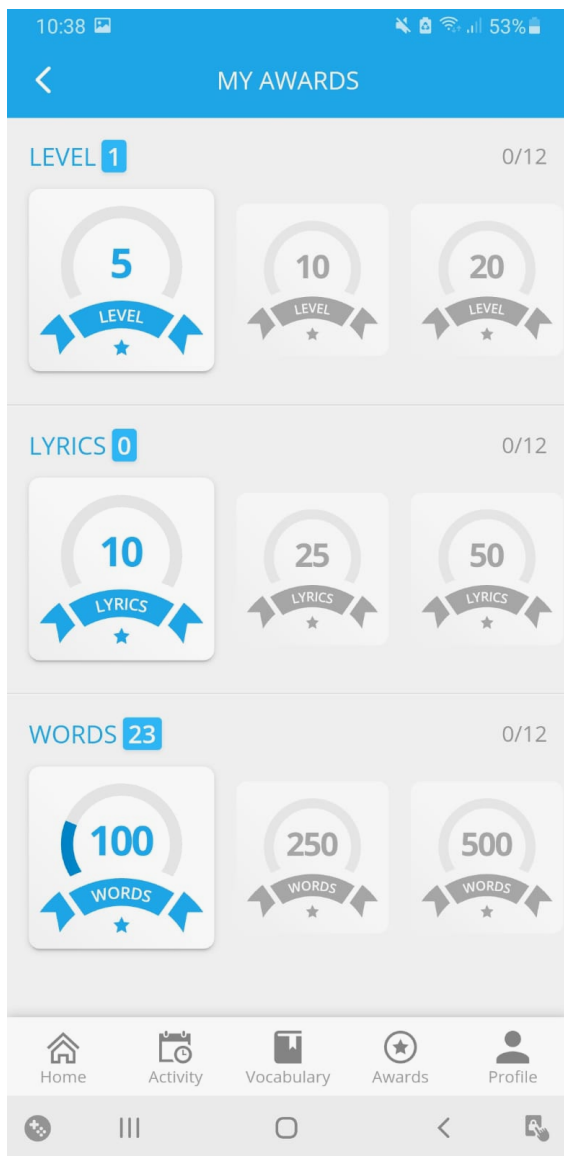 10:38 53%
MY AWARDS
LEVEL 1 0/12
5 10 20
LEVEL LEVEL LEVEL
LYRICS 0 0/12
10 25 50
LYRICS LYRICS LYRICS
WORDS 23 0/12
100 250 500
WORDS WORDS WORDS
Home Activity Vocabulary Awards Profile